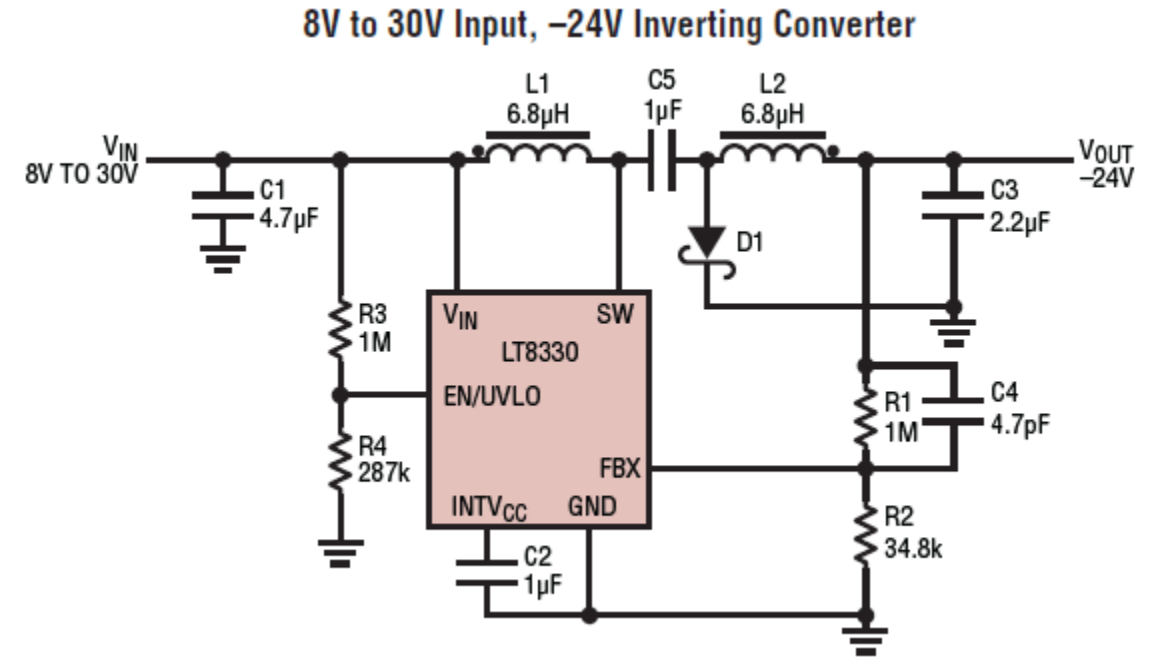 8V to 30V Input, –24V Inverting Converter
L1
6.8µH
C5
1µF
L2
6.8µH
VIN
8V TO 30V
VOUT
–24V
C1
4.7µF
C3
2.2µF
D1
R3
1M
VIN
SW
LT8330
EN/UVLO
R1
1M
C4
4.7pF
R4
287k
FBX
INTVCC
GND
R2
34.8k
C2
1µF